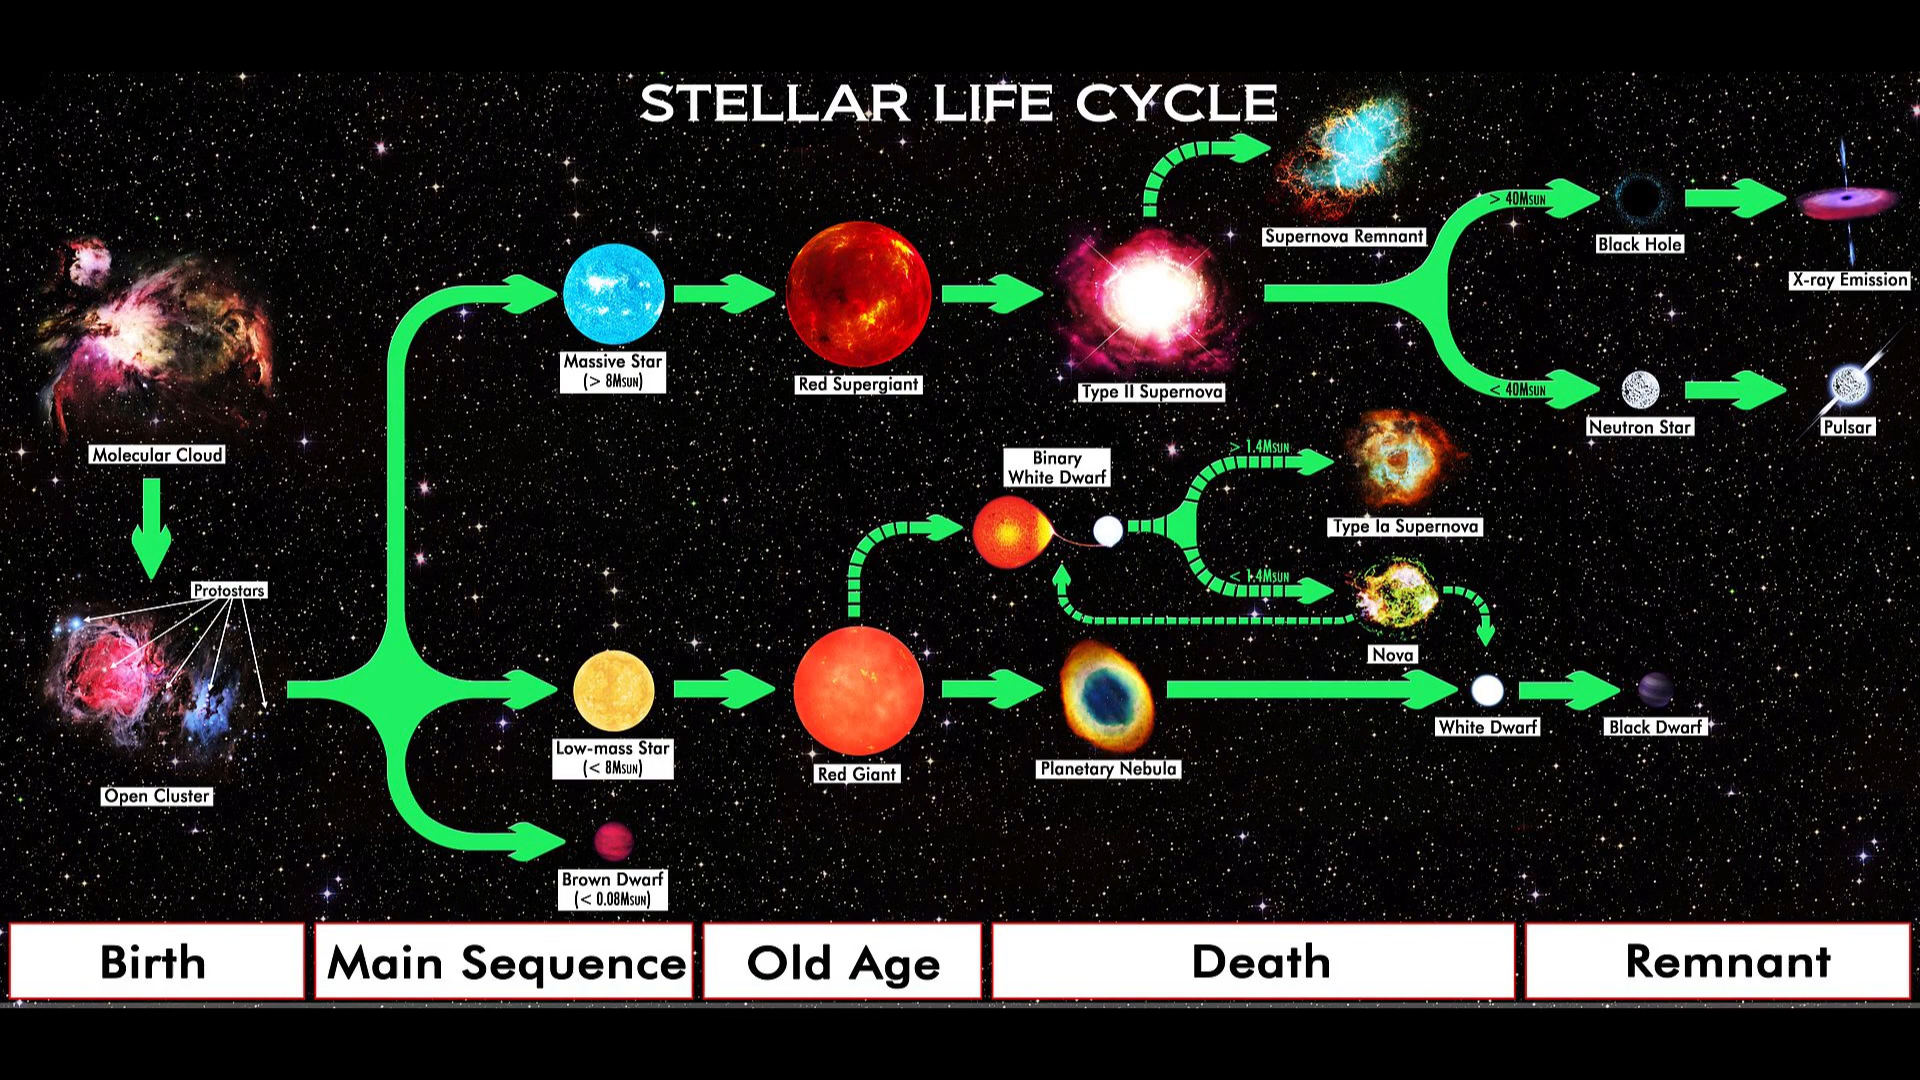 STELLAR LIFE CYCLE
Supernova Remnant
> 40MSUN
Black Hole
X-ray Emission
Massive Star
(> 8MSUN)
Red Supergiant
Type II Supernova
< 40MSUN
Neutron Star
Pulsar
Molecular Cloud
Binary
White Dwarf
> 1.4MSUN
Type Ia Supernova
< 1.4MSUN
Nova
Protostars
Open Cluster
Low-mass Star
(< 8MSUN)
Red Giant
Planetary Nebula
White Dwarf
Black Dwarf
Brown Dwarf
(< 0.08MSUN)
Birth
Main Sequence
Old Age
Death
Remnant